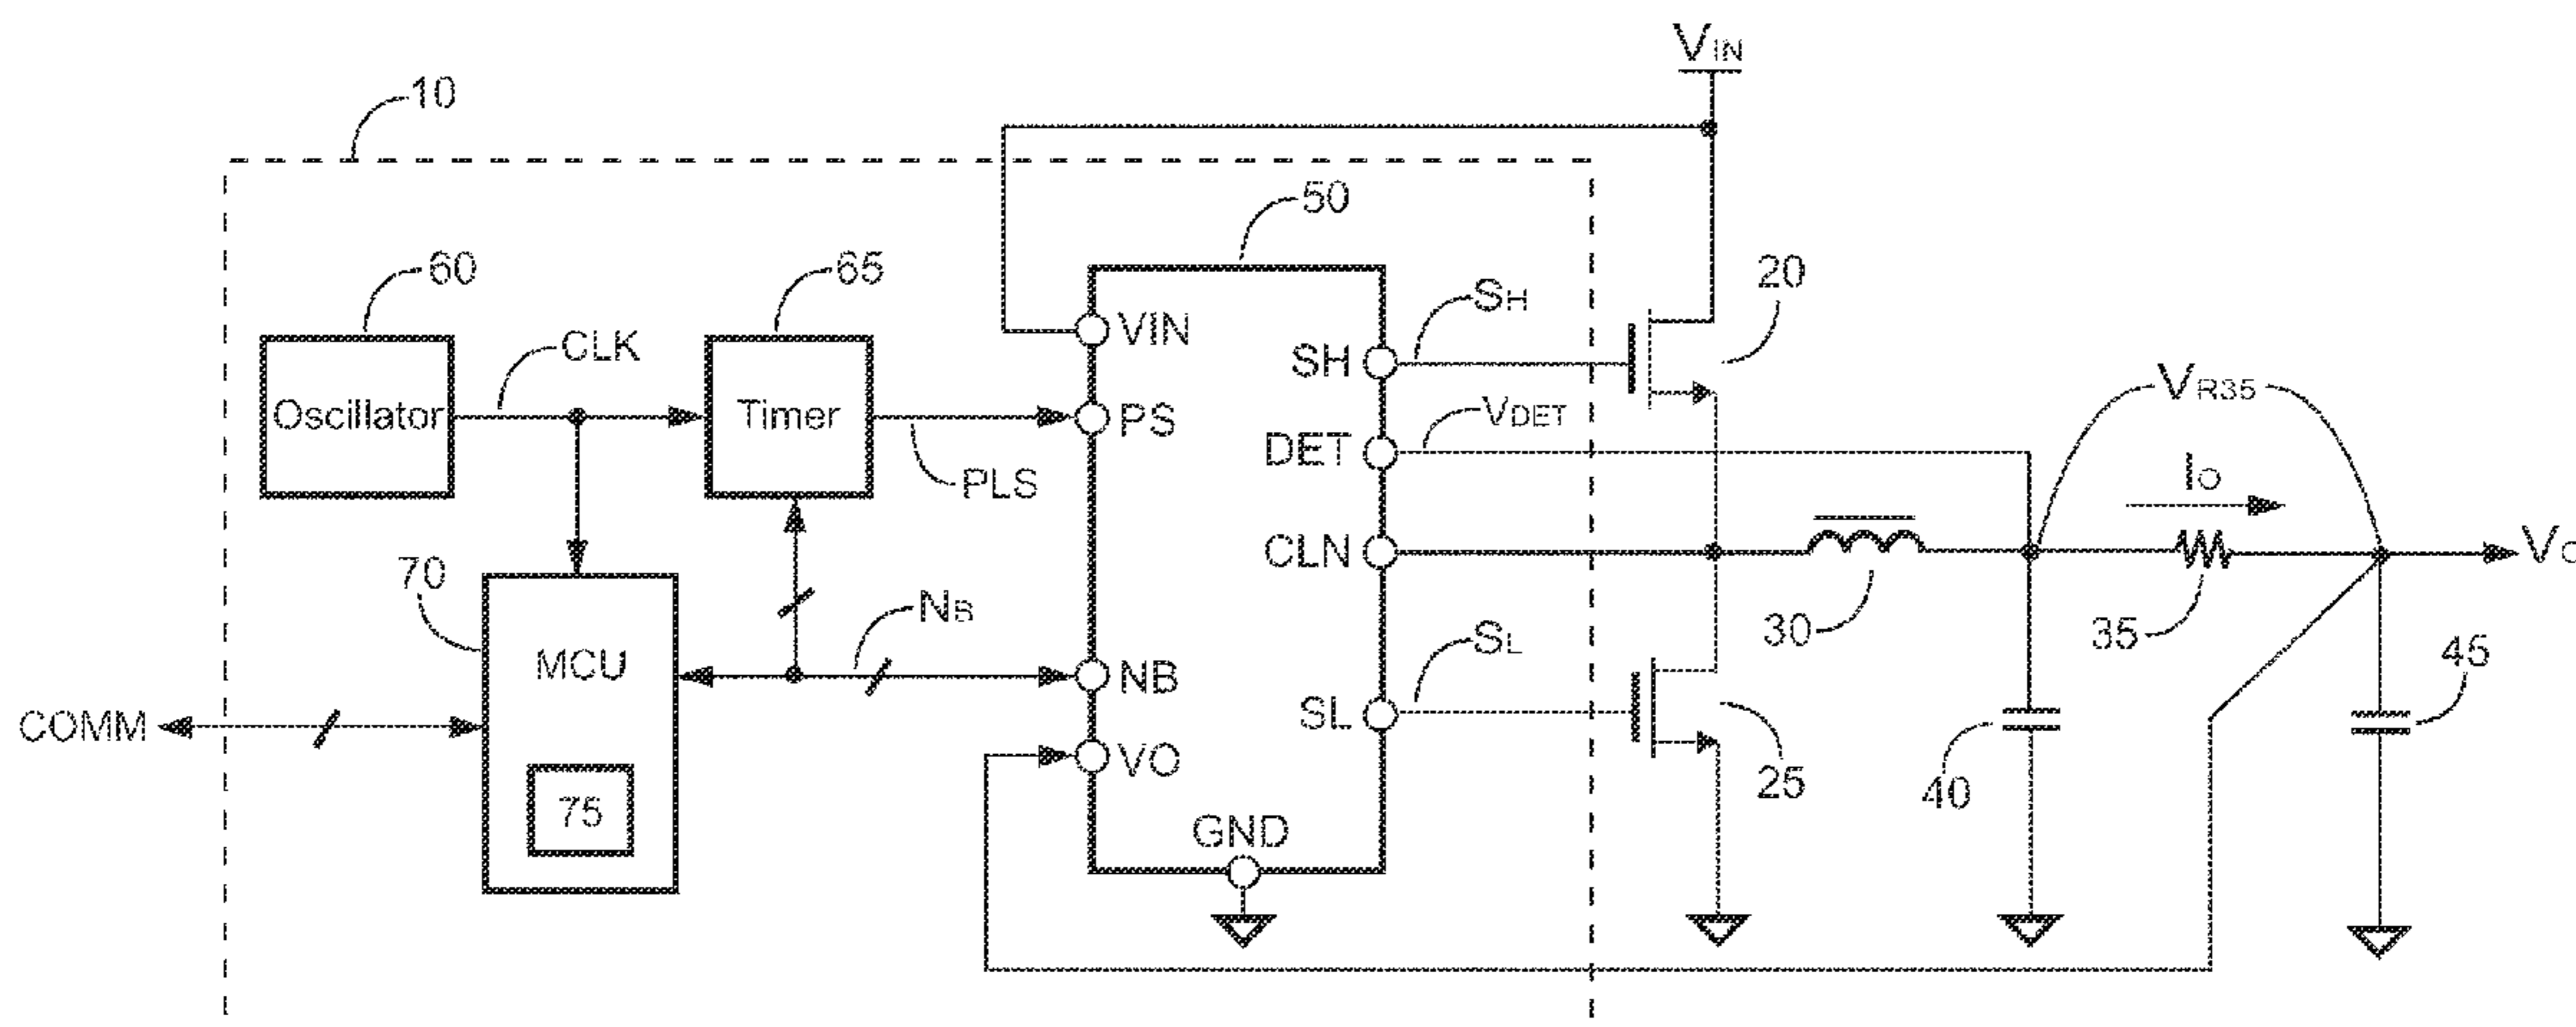 VIN
10
50
60
65
20
SH
CLK
VIN
SH
VR35
VDET
Oscillator
Timer
PS
DET
IO
PLS
CLN
70
NB
SL
30
35
MCU
NB
45
COMM
SL
VO
25
40
75
GND